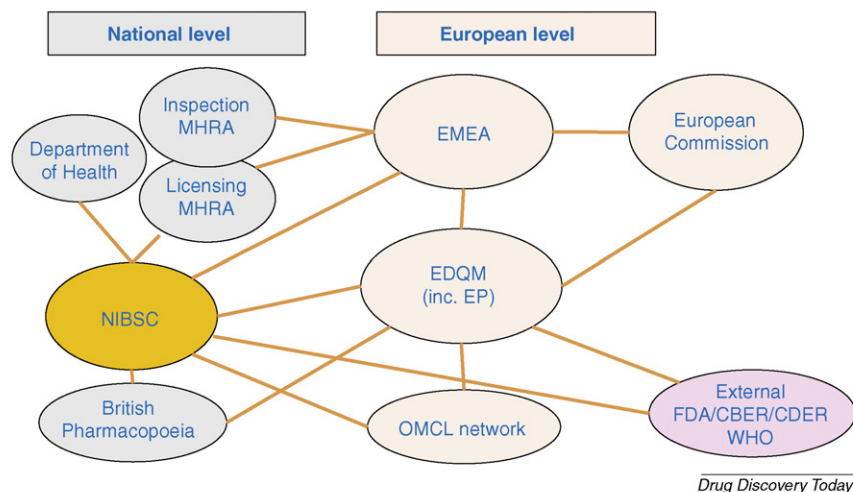 National level
European level
Inspection
MHRA
EMEA
European
Commission
Department
of Health
Licensing
MHRA
EDQM
(inc. EP)
NIBSC
British
Pharmacopoeia
OMCL network
External
FDA/CBER/CDER
WHO
Drug Discovery Today